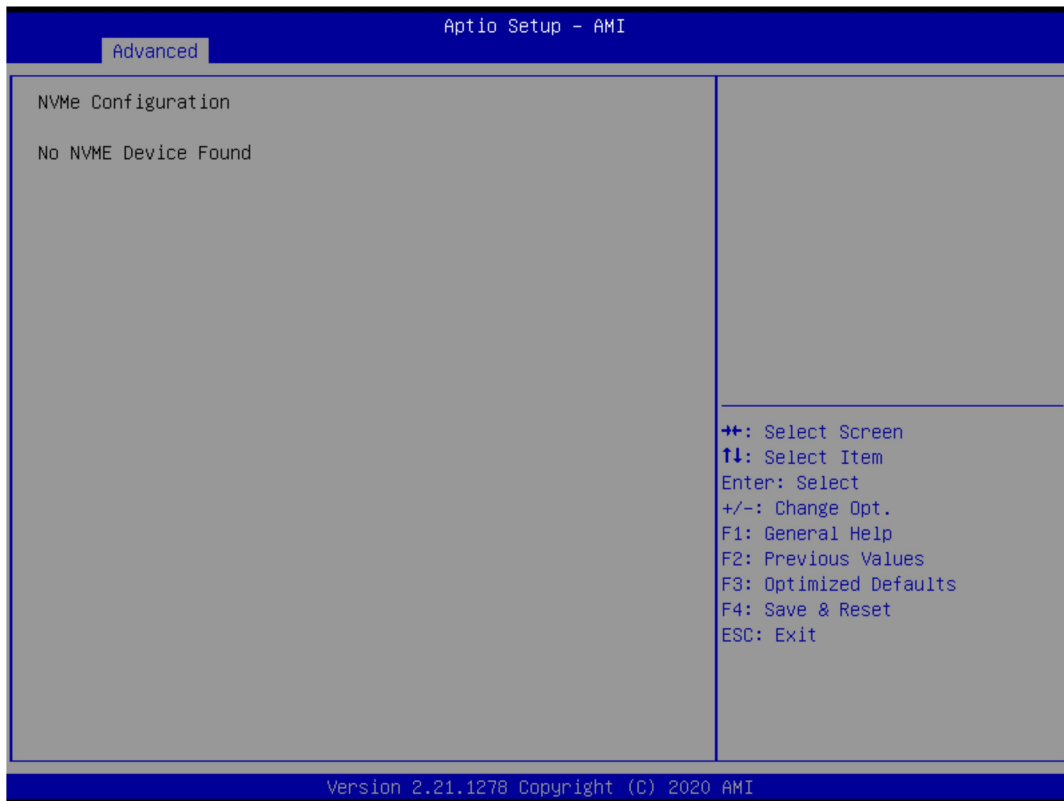 Aptio Setup – AMI
Advanced
NVMe Configuration
No NVME Device Found
→←: Select Screen
↑↓: Select Item
Enter: Select
+/-: Change Opt.
F1: General Help
F2: Previous Values
F3: Optimized Defaults
F4: Save & Reset
ESC: Exit
Version 2.21.1278 Copyright (C) 2020 AMI